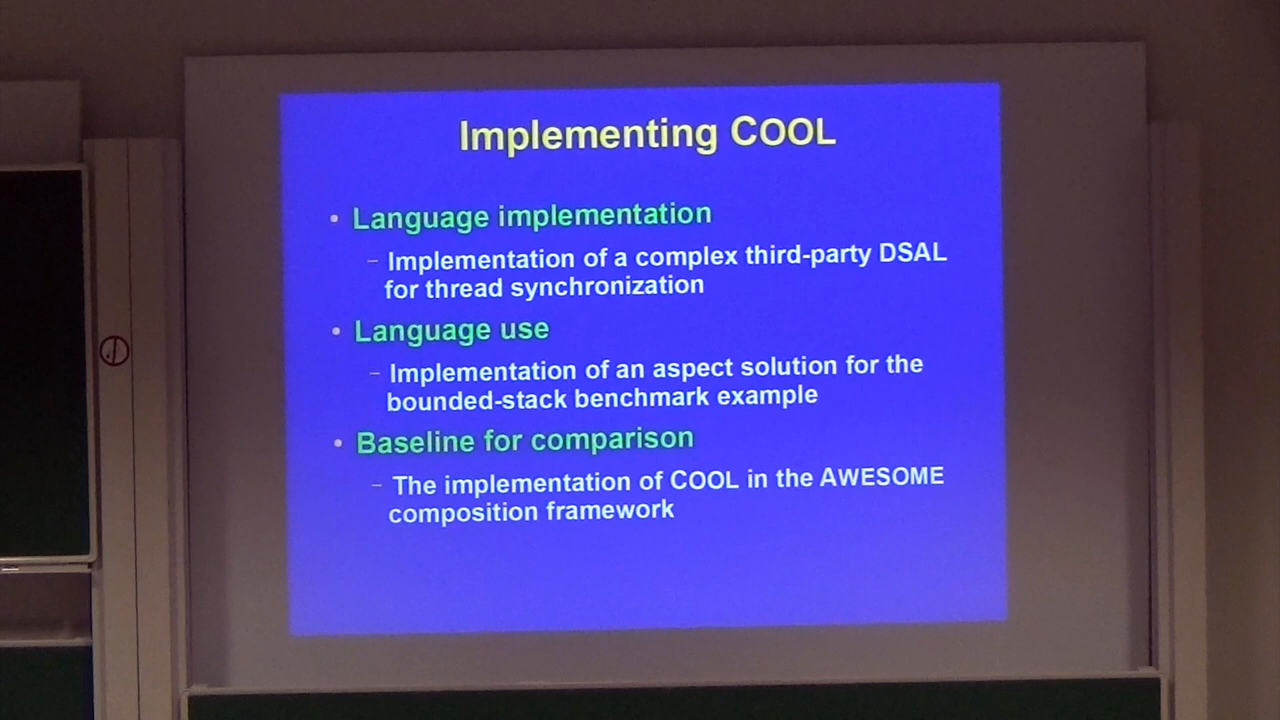 Implementing COOL
• Language implementation
– Implementation of a complex third-party DSAL
for thread synchronization
• Language use
– Implementation of an aspect solution for the
bounded-stack benchmark example
• Baseline for comparison
– The implementation of COOL in the AWESOME
composition framework